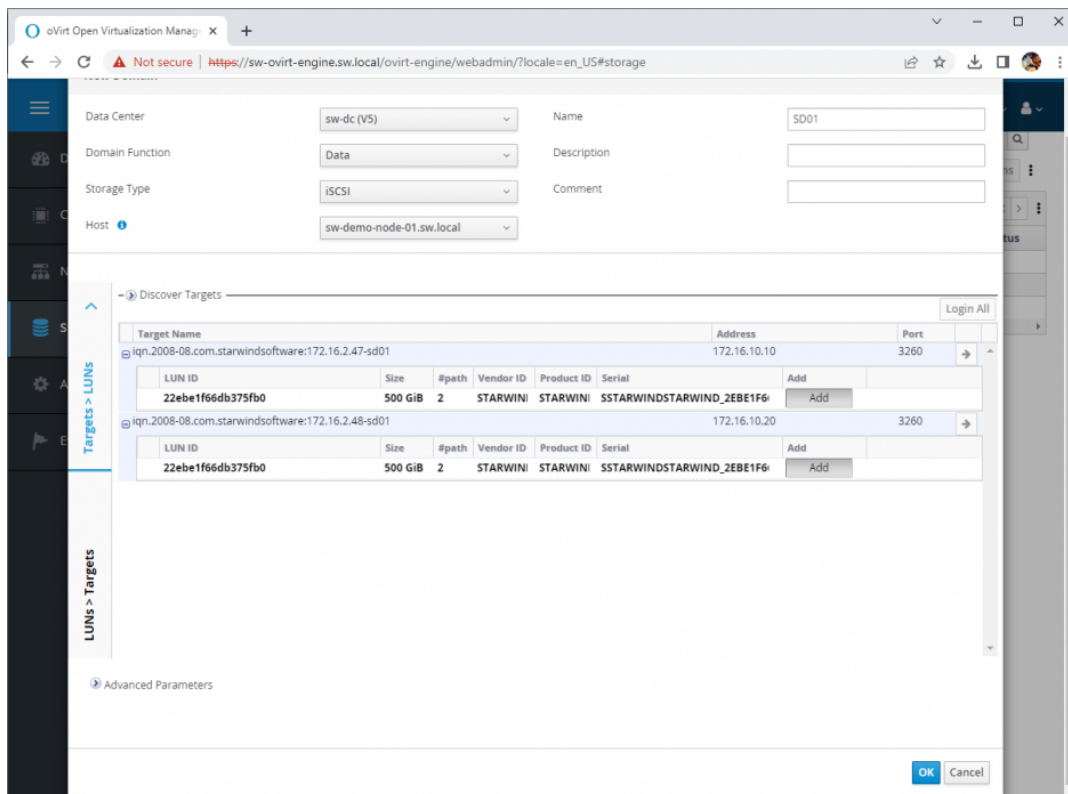 oVirt Open Virtualization Manag
Not secure | https://sw-ovirt-engine.sw.local/ovirt-engine/webadmin/?locale=en_US#storage
Data Center
sw-dc (V5)
Name
SD01
Domain Function
Data
Description
Storage Type
iSCSI
Comment
Host
sw-demo-node-01.sw.local
Discover Targets
Login All
Target Name Address Port
iqn.2008-08.com.starwindsoftware:172.16.2.47-sd01 172.16.10.10 3260
LUN ID Size #path Vendor ID Product ID Serial Add
22ebe1f66db375fb0 500 GiB 2 STARWINI STARWINI SSTARWINDSTARWIND_2EBE1F6 Add
iqn.2008-08.com.starwindsoftware:172.16.2.48-sd01 172.16.10.20 3260
LUN ID Size #path Vendor ID Product ID Serial Add
22ebe1f66db375fb0 500 GiB 2 STARWINI STARWINI SSTARWINDSTARWIND_2EBE1F6 Add
Targets > LUNs
LUNs > Targets
Advanced Parameters
OK Cancel